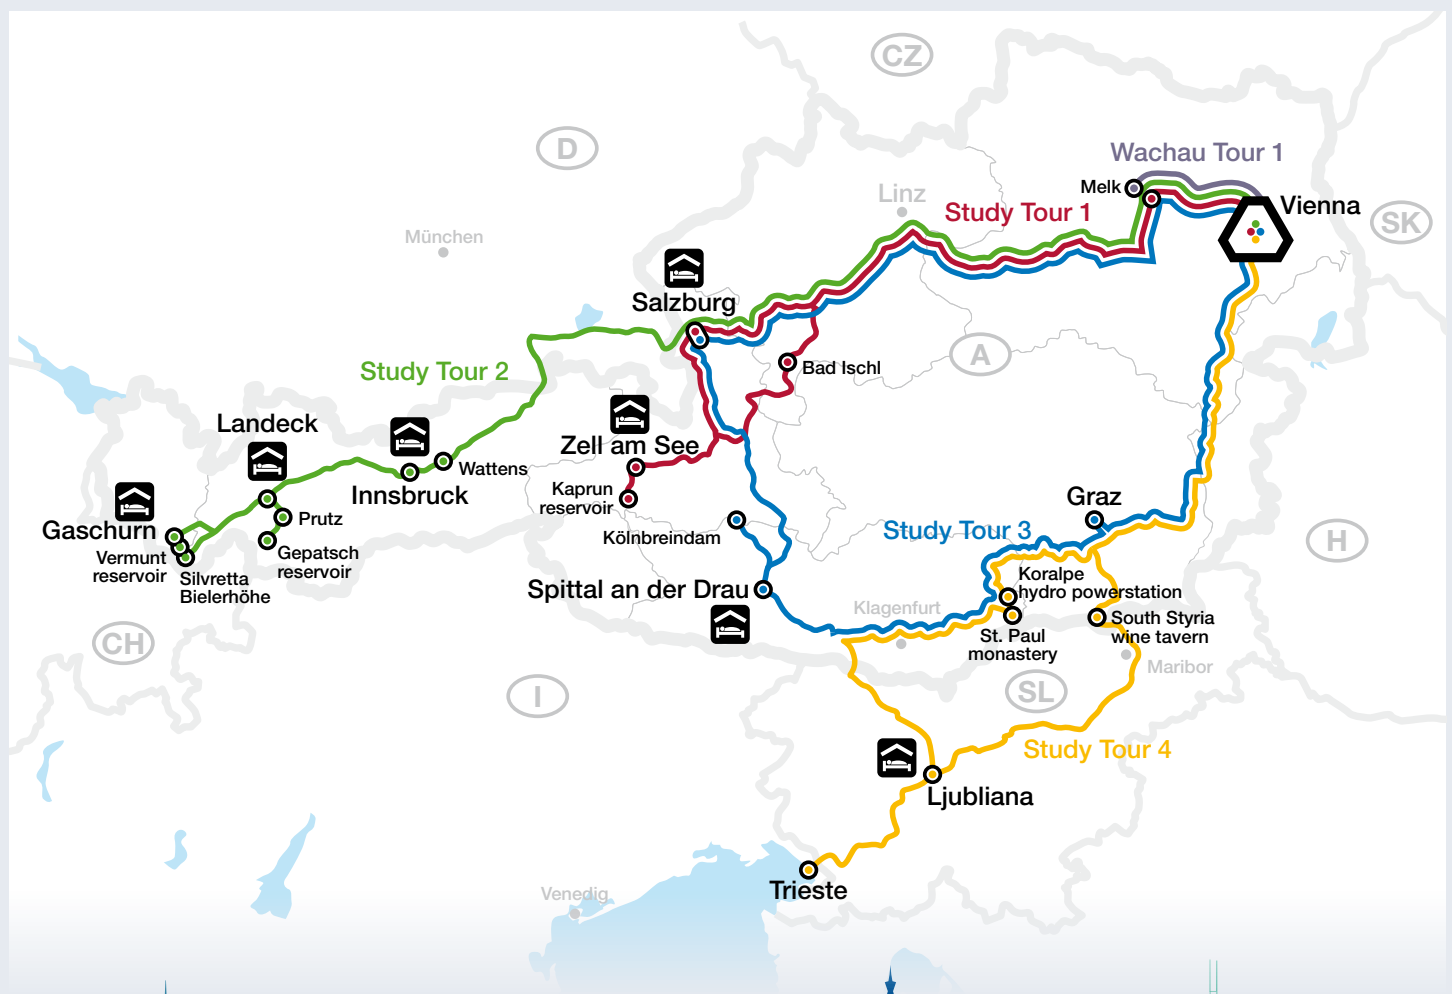 CZ
D
Wachau Tour 1
Melk
Linz
Study Tour 1
Vienna
SK
München
Salzburg
A
Bad Ischl
Study Tour 2
Landeck
Zell am See
Wattens
Innsbruck
Kaprun
reservoir
Graz
Gaschurn
Prutz
Kölnbreindam
Study Tour 3
H
Vermunt
reservoir
Gepatsch
reservoir
Silvretta
Bielerhöhe
Spittal an der Drau
Koralpe
hydro powerstation
Klagenfurt
South Styria
wine tavern
St. Paul
monastery
CH
Maribor
I
SL
Study Tour 4
Ljubliana
Trieste
Venedig